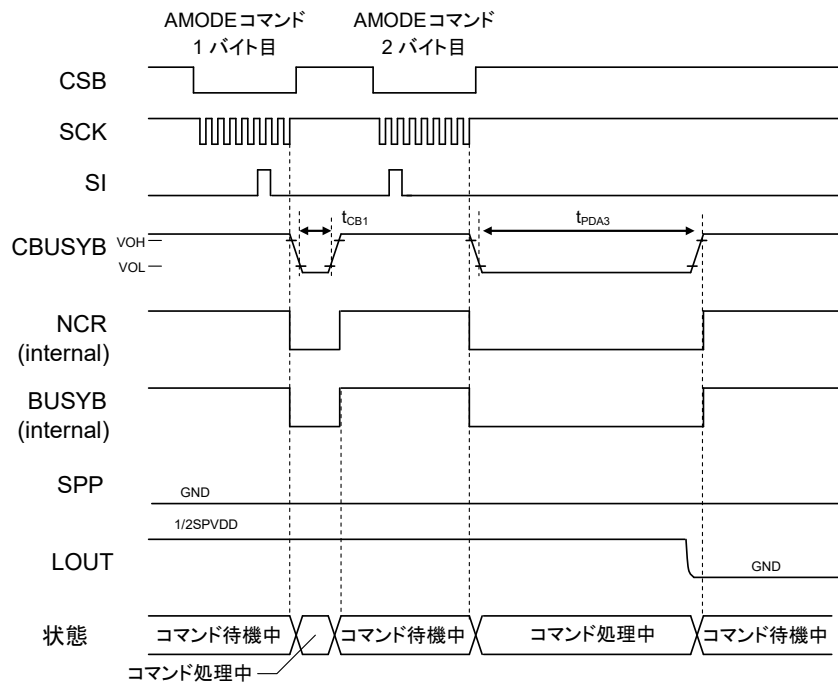 AMODEコマンド
1 バイト目
AMODEコマンド
2 バイト目
CSB
SCK
SI
tCB1
tPDA3
CBUSYB
VOH
VOL
NCR
(internal)
BUSYB
(internal)
SPP
GND
1/2SPVDD
LOUT
GND
状態
コマンド待機中
コマンド待機中
コマンド処理中
コマンド待機中
コマンド処理中